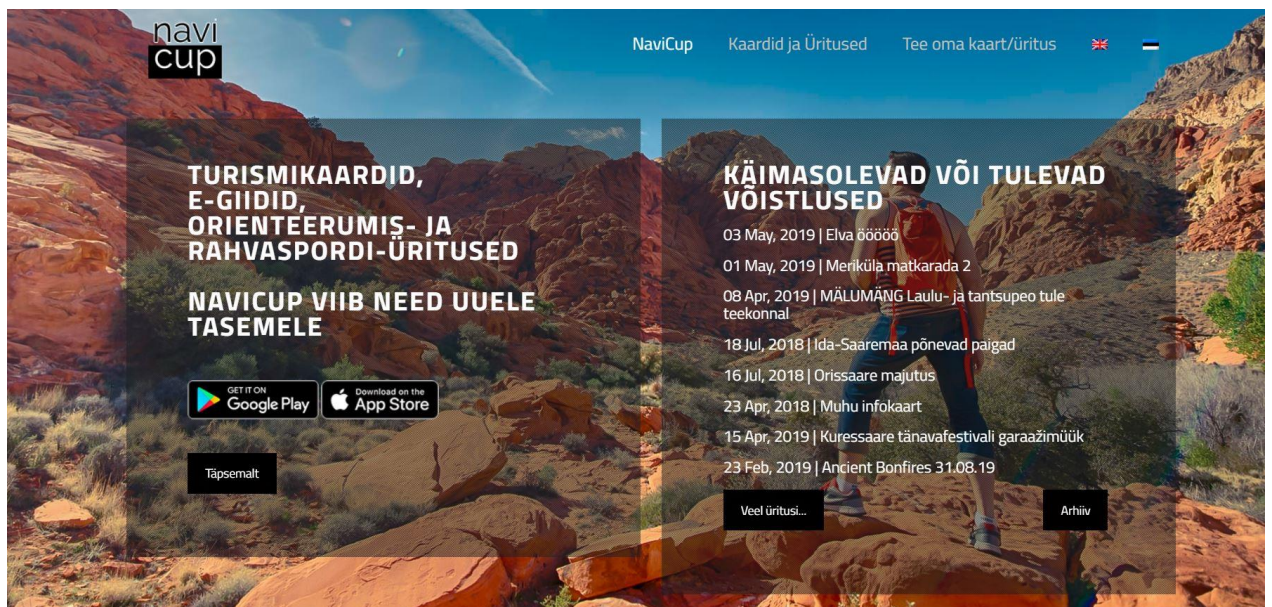 navi
cup
NaviCup
Kaardid ja Üritused
Tee oma kaart/üritus
TURISMIKAARDID,
E-GIIDID,
ORIENTEERUMIS- JA
RAHVASPORDI-ÜRITUSED
NAVICUP VIIB NEED UUELE
TASEMELE
GET IT ON
Google Play
Download on the
App Store
Täpsemalt
KÄIMASOLEVAD VÕI TULEVAD
VÕISTLUSED
03 May, 2019 | Elva ööööö
01 May, 2019 | Meriküla matkarada 2
08 Apr, 2019 | MÄLUMÄNG Laulu- ja tantsupeo tule
teekonnal
18 Jul, 2018 | Ida-Saaremaa põnevad paigad
16 Jul, 2018 | Orissaare majutus
23 Apr, 2018 | Muhu infokaart
15 Apr, 2019 | Kuressaare tänavafestivali garaažimüük
23 Feb, 2019 | Ancient Bonfires 31.08.19
Veel üritusi...
Arhiiv